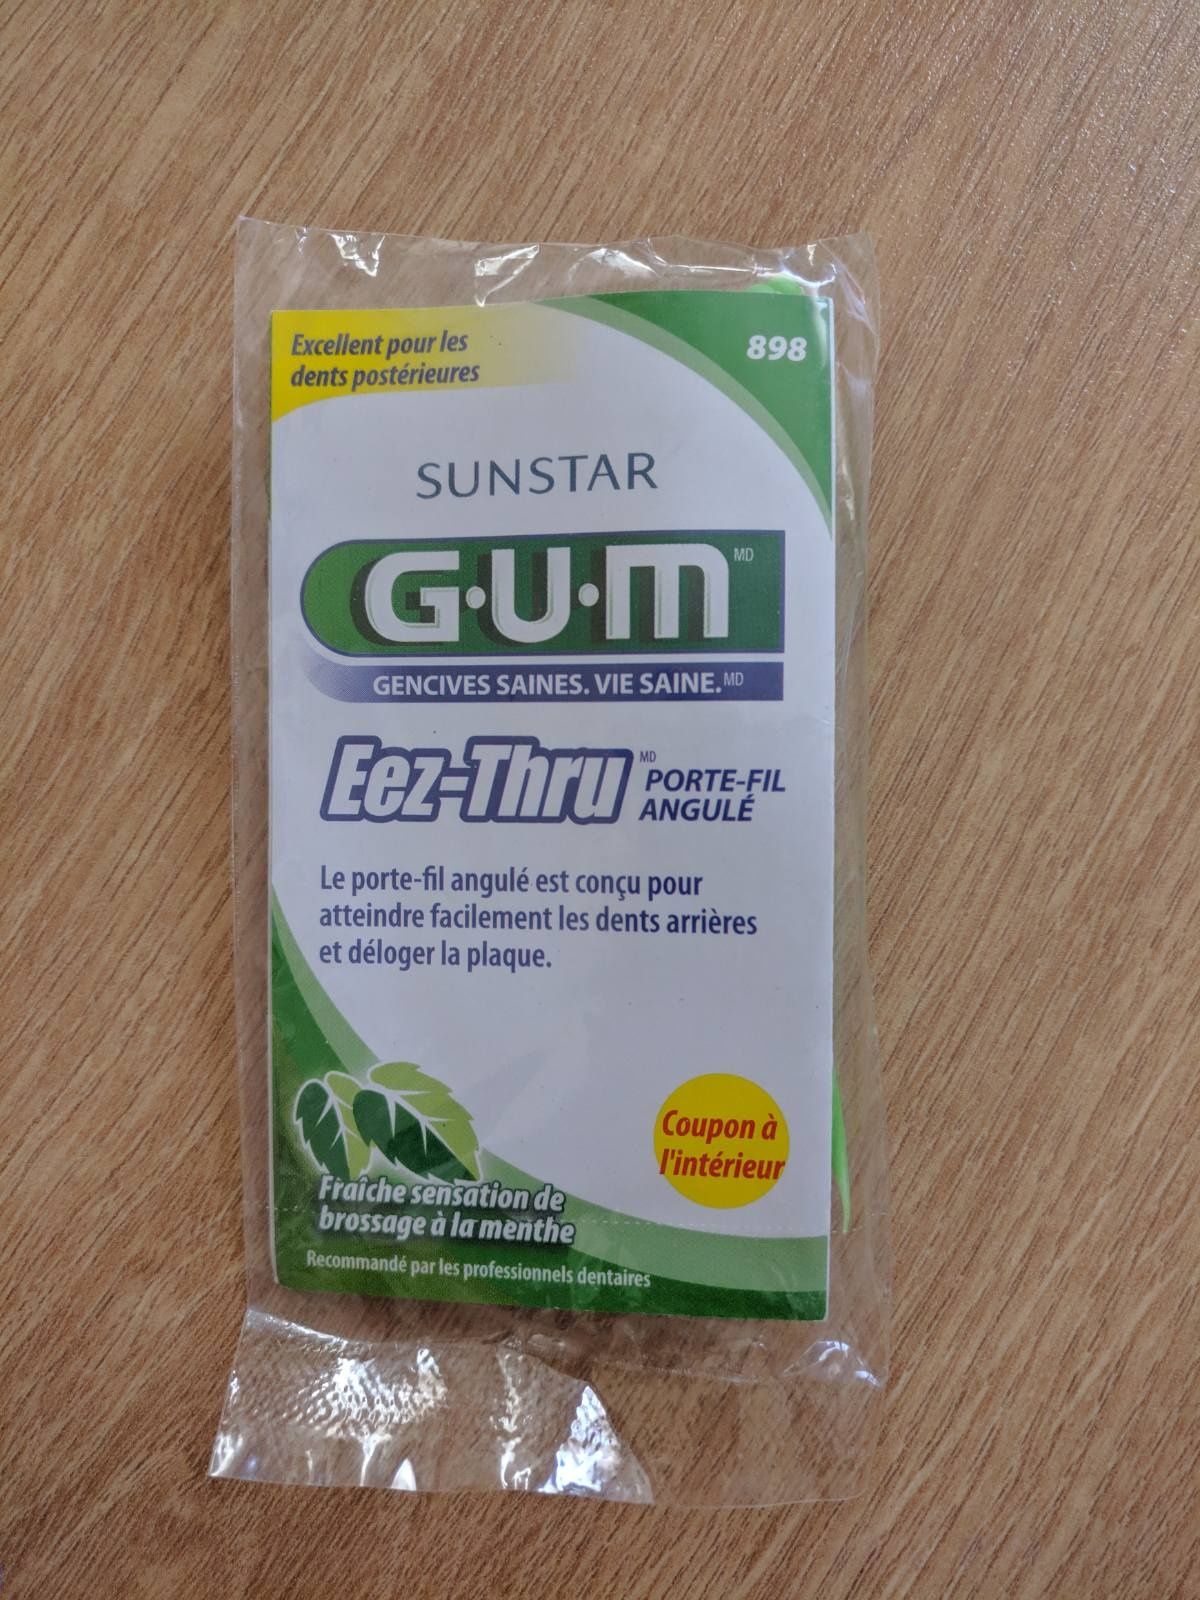 Excellent pour les
dents postérieures
898
SUNSTAR
G·U·M MD
GENCIVES SAINES. VIE SAINE. MD
Eez-Thru MD PORTE-FIL
ANGULÉ
Le porte-fil angulé est conçu pour
atteindre facilement les dents arrières
et déloger la plaque.
Coupon à
l'intérieur
Fraîche sensation de
brossage à la menthe
Recommandé par les professionnels dentaires